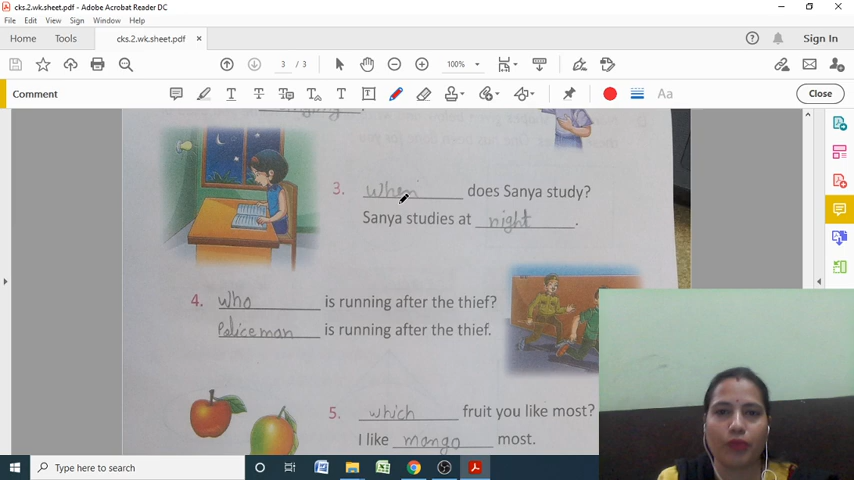 cks.2.wk.sheet.pdf - Adobe Acrobat Reader DC
File Edit View Sign Window Help
Home Tools cks.2.wk.sheet.pdf × Sign In
3 / 3 100%
Comment Aa Close
3. When does Sanya study?
Sanya studies at night.
4. Who is running after the thief?
Policeman is running after the thief.
5. which fruit you like most?
I like mango most.
Type here to search